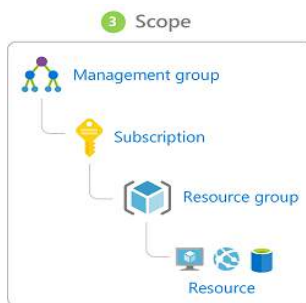 3 Scope
Management group
Subscription
Resource group
Resource